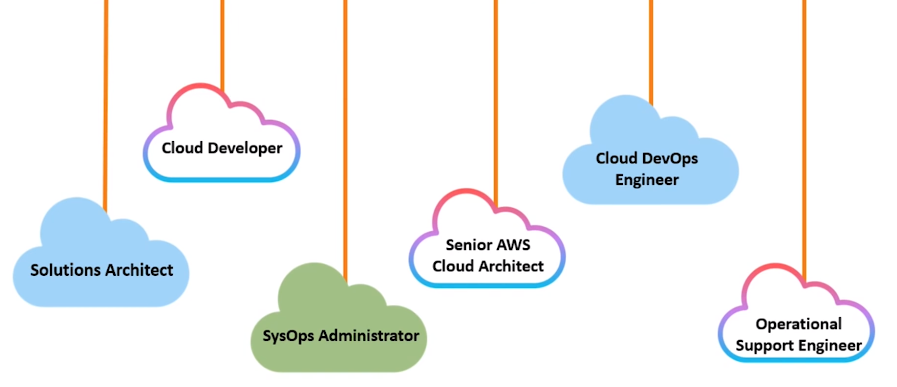 Cloud Developer
Cloud DevOps
Engineer
Solutions Architect
Senior AWS
Cloud Architect
SysOps Administrator
Operational
Support Engineer